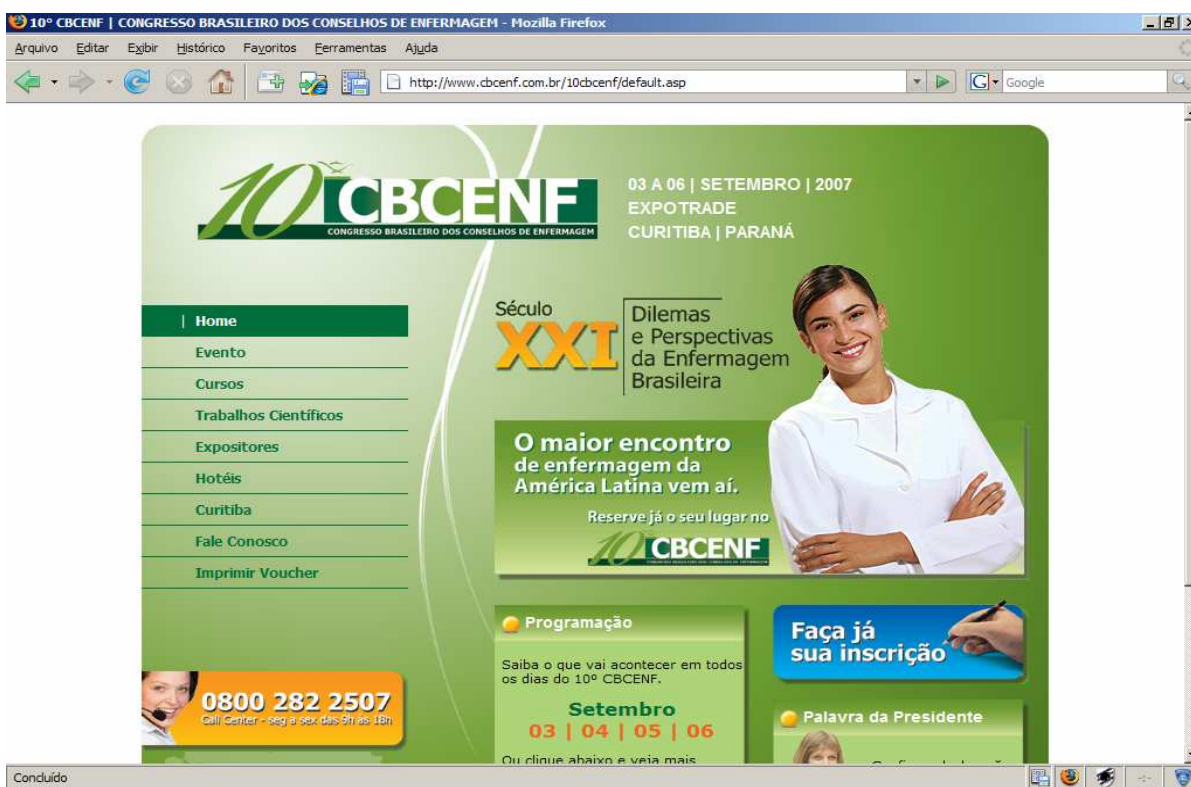 10º CBCENF | CONGRESSO BRASILEIRO DOS CONSELHOS DE ENFERMAGEM - Mozilla Firefox
Arquivo Editar Exibir Histórico Favoritos Ferramentas Ajuda
http://www.cbcenf.com.br/10cbcenf/default.asp
G Google
10 CBCENF
CONGRESSO BRASILEIRO DOS CONSELHOS DE ENFERMAGEM
03 A 06 | SETEMBRO | 2007
EXPOTRADE
CURITIBA | PARANÁ
| Home
Evento
Cursos
Trabalhos Científicos
Expositores
Hotéis
Curitiba
Fale Conosco
Imprimir Voucher
0800 282 2507
Call Center - seg a sex das 9h às 18h
Século
XXI
Dilemas
e Perspectivas
da Enfermagem
Brasileira
O maior encontro
de enfermagem da
América Latina vem aí.
Reserve já o seu lugar no
10 CBCENF
Programação
Saiba o que vai acontecer em todos
os dias do 10º CBCENF.
Setembro
03 | 04 | 05 | 06
Ou clique abaixo e veja mais
Faça já
sua inscrição
Palavra da Presidente
Concluído